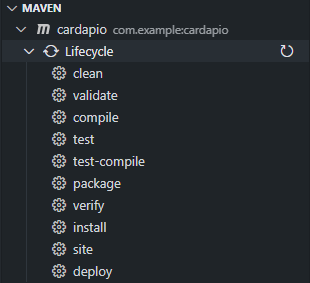 MAVEN
cardapio com.example:cardapio
Lifecycle
clean
validate
compile
test
test-compile
package
verify
install
site
deploy